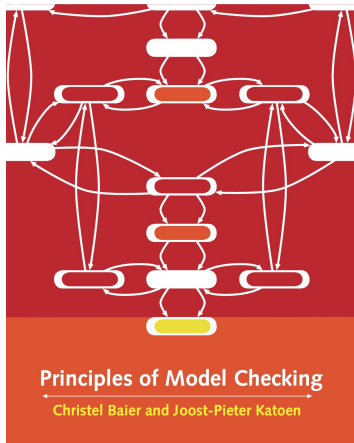 Principles of Model Checking
Christel Baier and Joost-Pieter Katoen